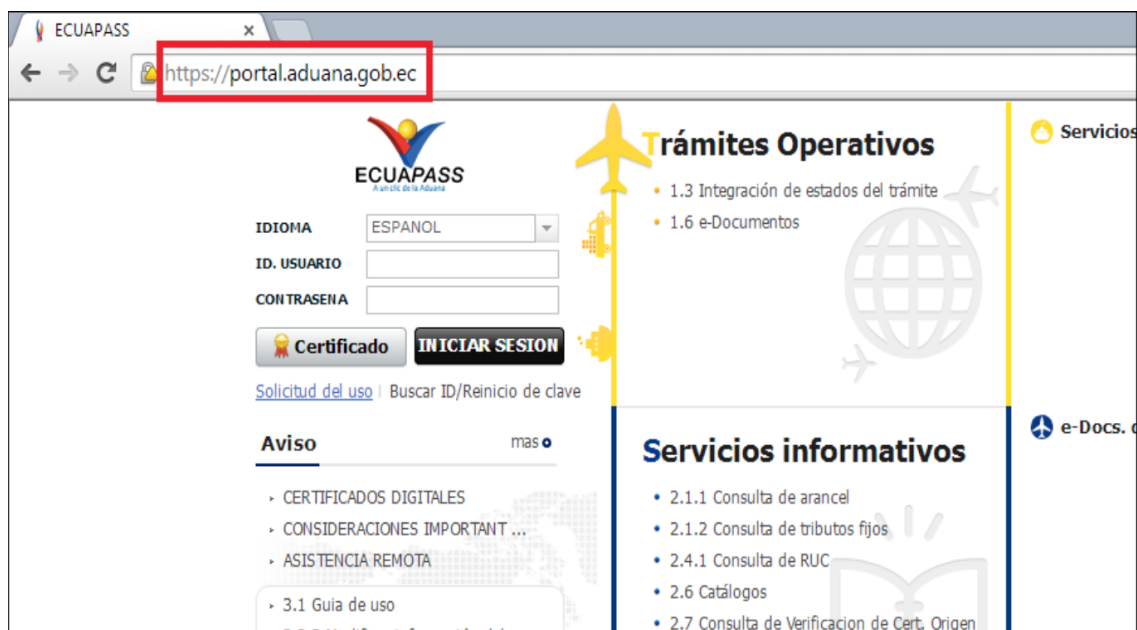 ECUAPASS
https://portal.aduana.gob.ec
ECUAPASS
A un clic de la Aduana
IDIOMA
ESPANOL
ID. USUARIO
CONTRASENA
Certificado
INICIAR SESION
Solicitud del uso | Buscar ID/Reinicio de clave
Aviso
mas
CERTIFICADOS DIGITALES
CONSIDERACIONES IMPORTANT ...
ASISTENCIA REMOTA
3.1 Guia de uso
Trámites Operativos
1.3 Integración de estados del trámite
1.6 e-Documentos
Servicios informativos
2.1.1 Consulta de arancel
2.1.2 Consulta de tributos fijos
2.4.1 Consulta de RUC
2.6 Catálogos
2.7 Consulta de Verificacion de Cert. Origen
Servicios
e-Docs.